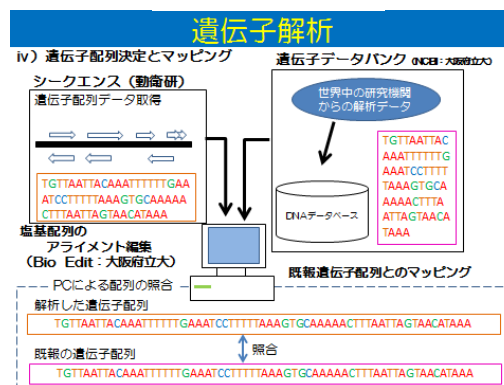 遺伝子解析
iv）遺伝子配列決定とマッピング
シークエンス（動衛研）
遺伝子配列データ取得
TGTTAATTACAAATTTTTTGAA
ATCCTTTTTAAAGTGCAAAAA
CTTTAATTAGTAACATAAA
遺伝子データバンク（NCBI：大阪府立大）
世界中の研究機関
からの解析データ
TGTTAATTAC
AAATTTTTTG
AAATCCTTTT
TAAAGTGCA
AAAACTTTA
ATTAGTAACA
TAAA
DNAデータベース
塩基配列の
アライメント編集
（Bio Edit：大阪府立大）
既報遺伝子配列とのマッピング
PCによる配列の照合
解析した遺伝子配列
TGTTAATTACAAATTTTTTGAAATCCTTTTTAAAGTGCAAAAACTTTAATTAGTAACATAAA
照合
既報の遺伝子配列
TGTTAATTACAAATTTTTTGAAATCCTTTTTAAAGTGCAAAAACTTTAATTAGTAACATAAA